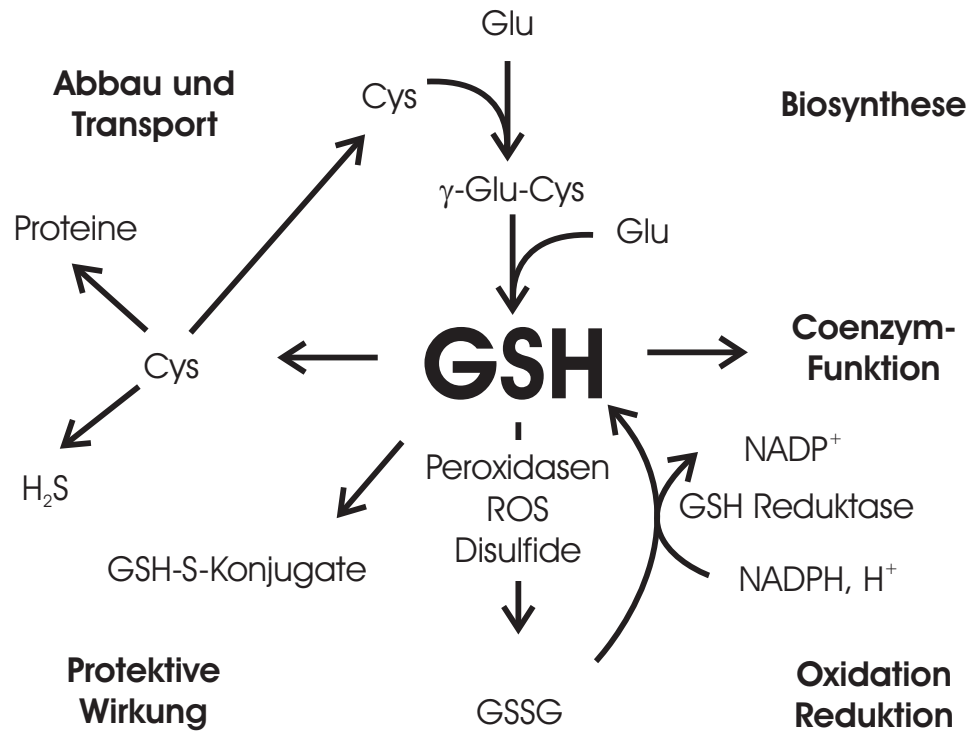 Glu
Abbau und
Transport
Cys
Biosynthese
γ-Glu-Cys
Proteine
Glu
Coenzym-
Funktion
GSH
Cys
NADP⁺
Peroxidasen
ROS
Disulfide
GSH Reduktase
H₂S
GSH-S-Konjugate
NADPH, H⁺
Protektive
Wirkung
GSSG
Oxidation
Reduktion